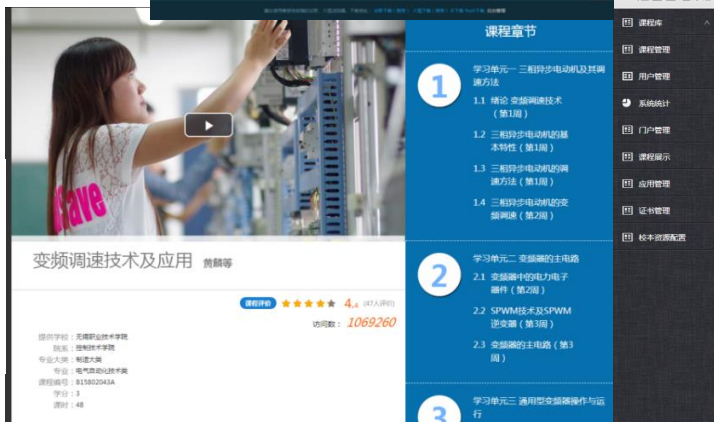 课程章节
1
学习单元一 三相异步电动机及其调
速方法
1.1 绪论 变频调速技术
（第1周）
1.2 三相异步电动机的基
本特性（第1周）
1.3 三相异步电动机的调
速方法（第1周）
1.4 三相异步电动机的变
频调速（第2周）
2
学习单元二 变频器的主电路
2.1 变频器中的电力电子
器件（第2周）
2.2 SPWM技术及SPWM
逆变器（第3周）
2.3 变频器的主电路（第3
周）
3
学习单元三 通用型变频器操作与运
行
Save
变频调速技术及应用 黄麟等
课程评价 4.4 (47人评价)
访问数： 1069260
提供学校：无锡职业技术学院
院系：控制技术学院
专业大类：制造大类
专业：电气自动化技术类
课程编号：815802043A
学分：3
课时：48
课程库
课程管理
用户管理
系统统计
门户管理
课程展示
应用管理
证书管理
校本资源配置